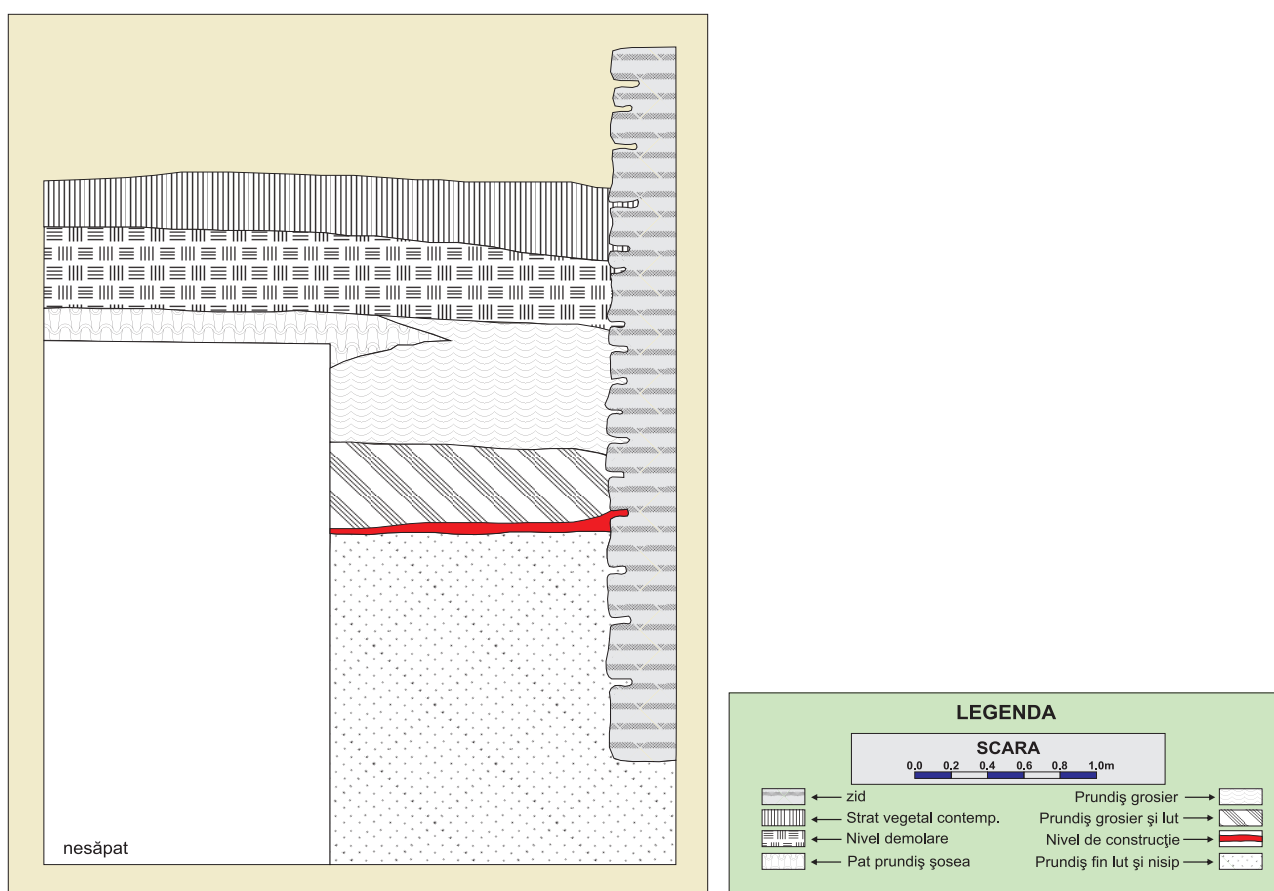 nesăpat
LEGENDA
SCARA
0.0 0.2 0.4 0.6 0.8 1.0m
zid
Strat vegetal contemp.
Nivel demolare
Pat prundiş şosea
Prundiş grosier
Prundiş grosier şi lut
Nivel de construcţie
Prundiş fin lut şi nisip